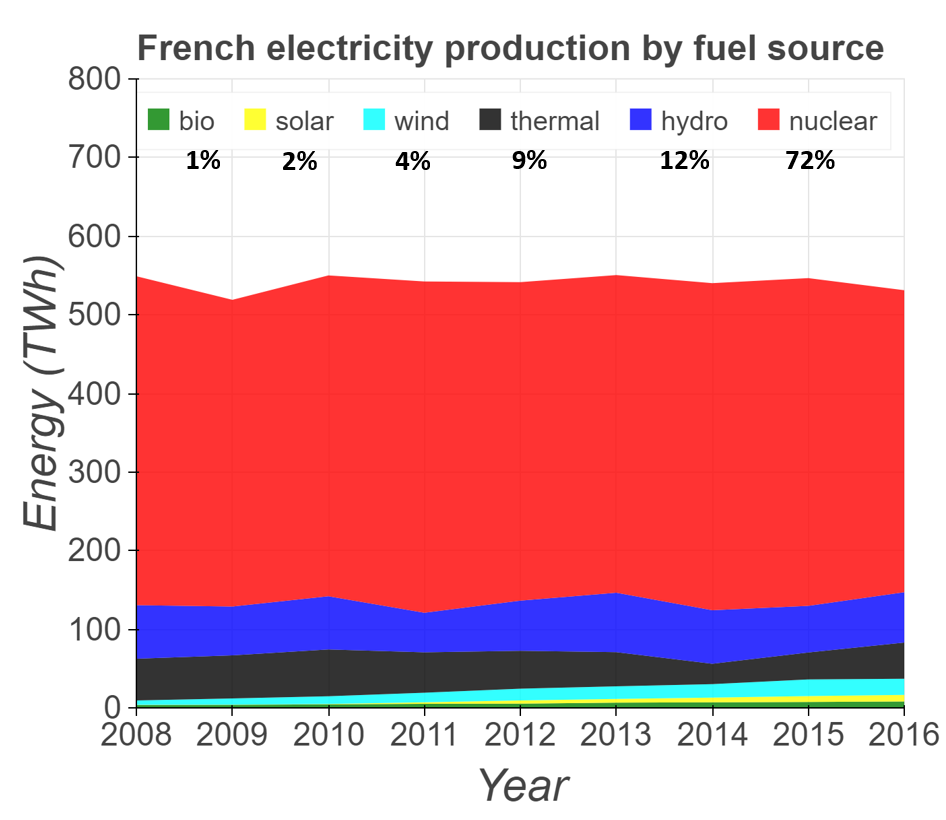 French electricity production by fuel source
800
bio solar wind thermal hydro nuclear
700 1% 2% 4% 9% 12% 72%
600
500
400
300
200
100
0
Energy (TWh)
2008 2009 2010 2011 2012 2013 2014 2015 2016
Year